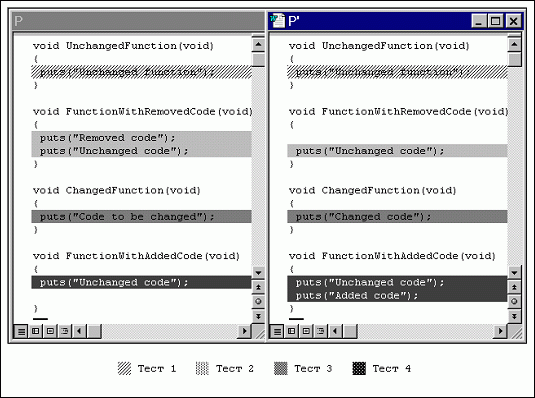 P
void UnchangedFunction(void)
{
puts("Unchanged function");
}
void FunctionWithRemovedCode(void)
{
puts("Removed code");
puts("Unchanged code");
}
void ChangedFunction(void)
{
puts("Code to be changed");
}
void FunctionWithAddedCode(void)
{
puts("Unchanged code");
}
P'
void UnchangedFunction(void)
{
puts("Unchanged function");
}
void FunctionWithRemovedCode(void)
{
puts("Unchanged code");
}
void ChangedFunction(void)
{
puts("Changed code");
}
void FunctionWithAddedCode(void)
{
puts("Unchanged code");
puts("Added code");
}
Тест 1 Тест 2 Тест 3 Тест 4